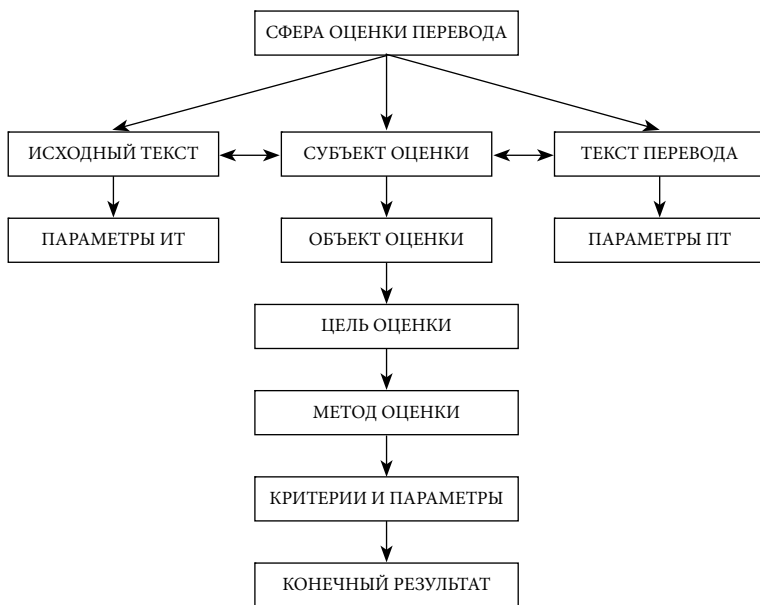 СФЕРА ОЦЕНКИ ПЕРЕВОДА
ИСХОДНЫЙ ТЕКСТ
СУБЪЕКТ ОЦЕНКИ
ТЕКСТ ПЕРЕВОДА
ПАРАМЕТРЫ ИТ
ОБЪЕКТ ОЦЕНКИ
ПАРАМЕТРЫ ПТ
ЦЕЛЬ ОЦЕНКИ
МЕТОД ОЦЕНКИ
КРИТЕРИИ И ПАРАМЕТРЫ
КОНЕЧНЫЙ РЕЗУЛЬТАТ